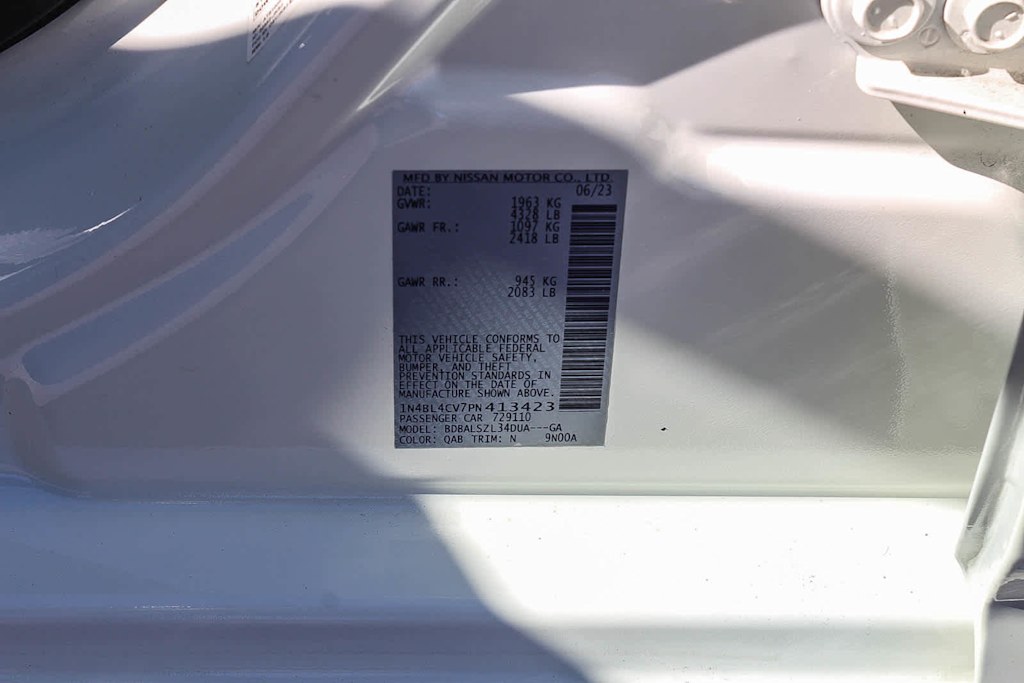 MFD BY NISSAN MOTOR CO., LTD.
DATE: 06/23
GVWR: 1963 KG
4328 LB
GAWR FR.: 1097 KG
2418 LB
GAWR RR.: 945 KG
2083 LB
THIS VEHICLE CONFORMS TO
ALL APPLICABLE FEDERAL
MOTOR VEHICLE SAFETY,
BUMPER, AND THEFT
PREVENTION STANDARDS IN
EFFECT ON THE DATE OF
MANUFACTURE SHOWN ABOVE.
1N4BL4CV7PN413423
PASSENGER CAR 729110
MODEL: BDBALSZL34DUA---GA
COLOR: QAB TRIM: N 9N00A